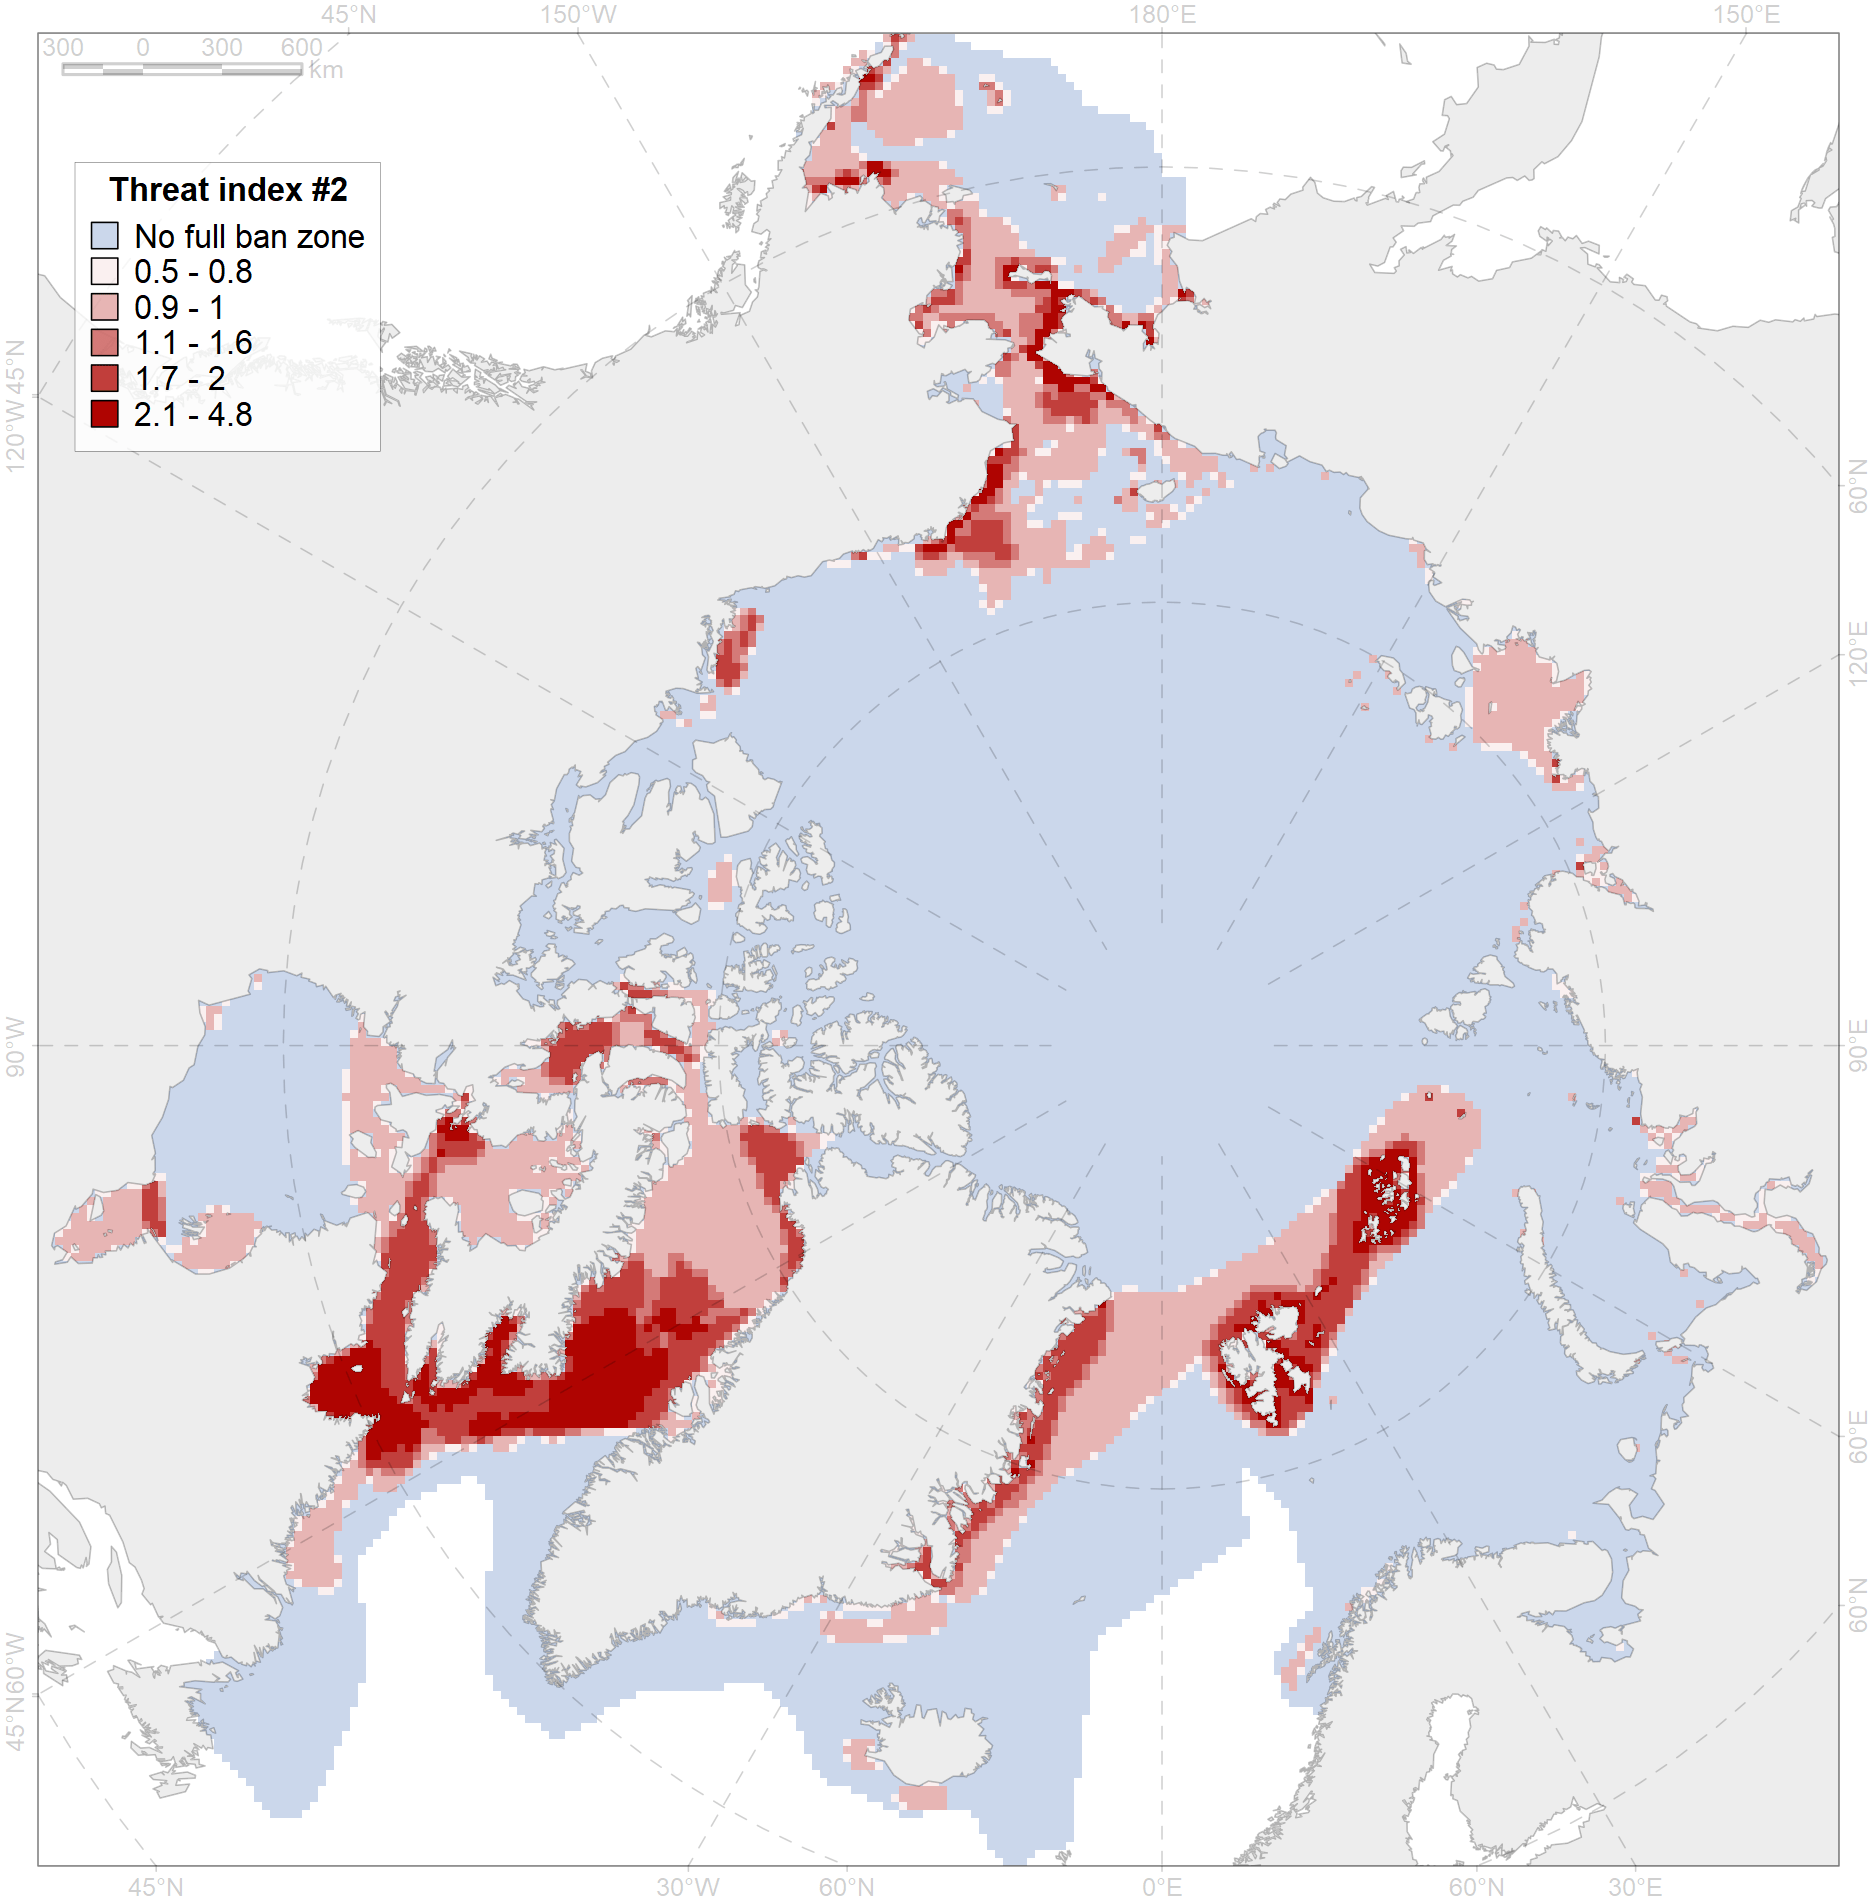 45°N 150°W 180°E 150°E
300 0 300 600
km
Threat index #2
No full ban zone
0.5 - 0.8
0.9 - 1
1.1 - 1.6
1.7 - 2
2.1 - 4.8
45°N
120°W
90°W
60°W
45°N
60°N
120°E
90°E
60°E
60°N
45°N 30°W 60°N 0°E 60°N 30°E